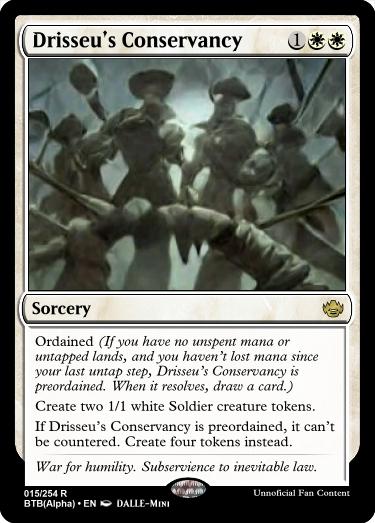 Drisseu's Conservancy 1
Sorcery
Ordained (If you have no unspent mana or
untapped lands, and you haven't lost mana since
your last untap step, Drisseu's Conservancy is
preordained. When it resolves, draw a card.)
Create two 1/1 white Soldier creature tokens.
If Drisseu's Conservancy is preordained, it can't
be countered. Create four tokens instead.
War for humility. Subservience to inevitable law.
015/254 R
BTB(Alpha) • EN DALLE-Mini
Unofficial Fan Content